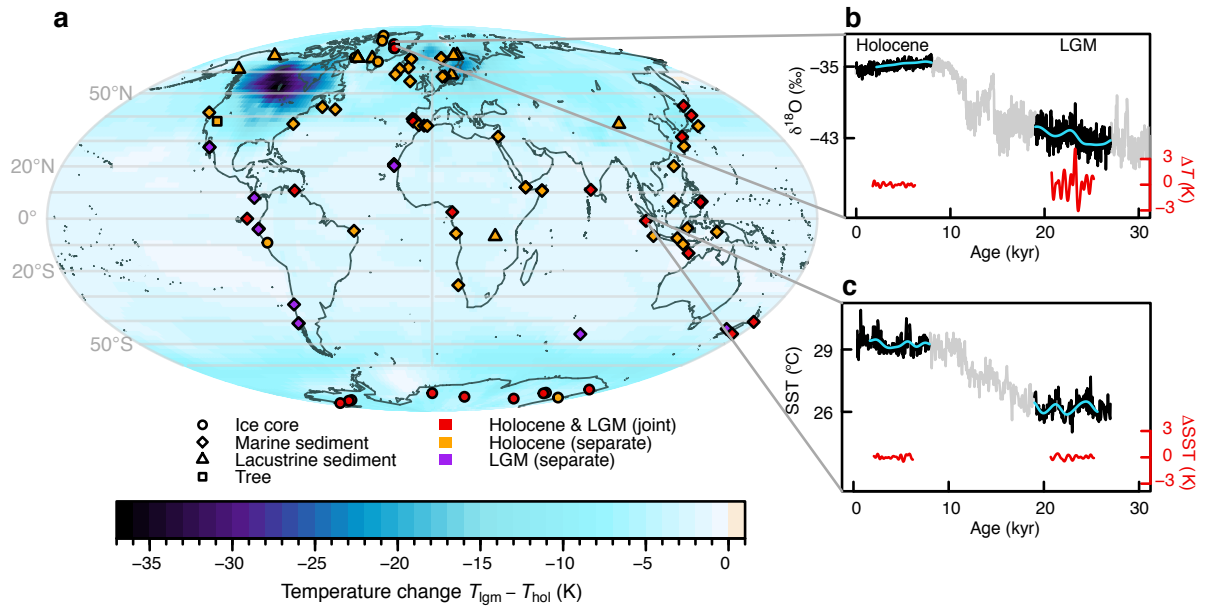 a
50°N
20°N
0°
20°S
50°S
Ice core
Marine sediment
Lacustrine sediment
Tree
Holocene & LGM (joint)
Holocene (separate)
LGM (separate)
−35 −30 −25 −20 −15 −10 −5 0
Temperature change Tlgm − Thol (K)
b
Holocene LGM
−35
−43
δ18O (‰)
3
0
−3
Δ T (K)
0 10 20 30
Age (kyr)
c
29
26
SST (ºC)
3
0
−3
ΔSST (K)
0 10 20 30
Age (kyr)